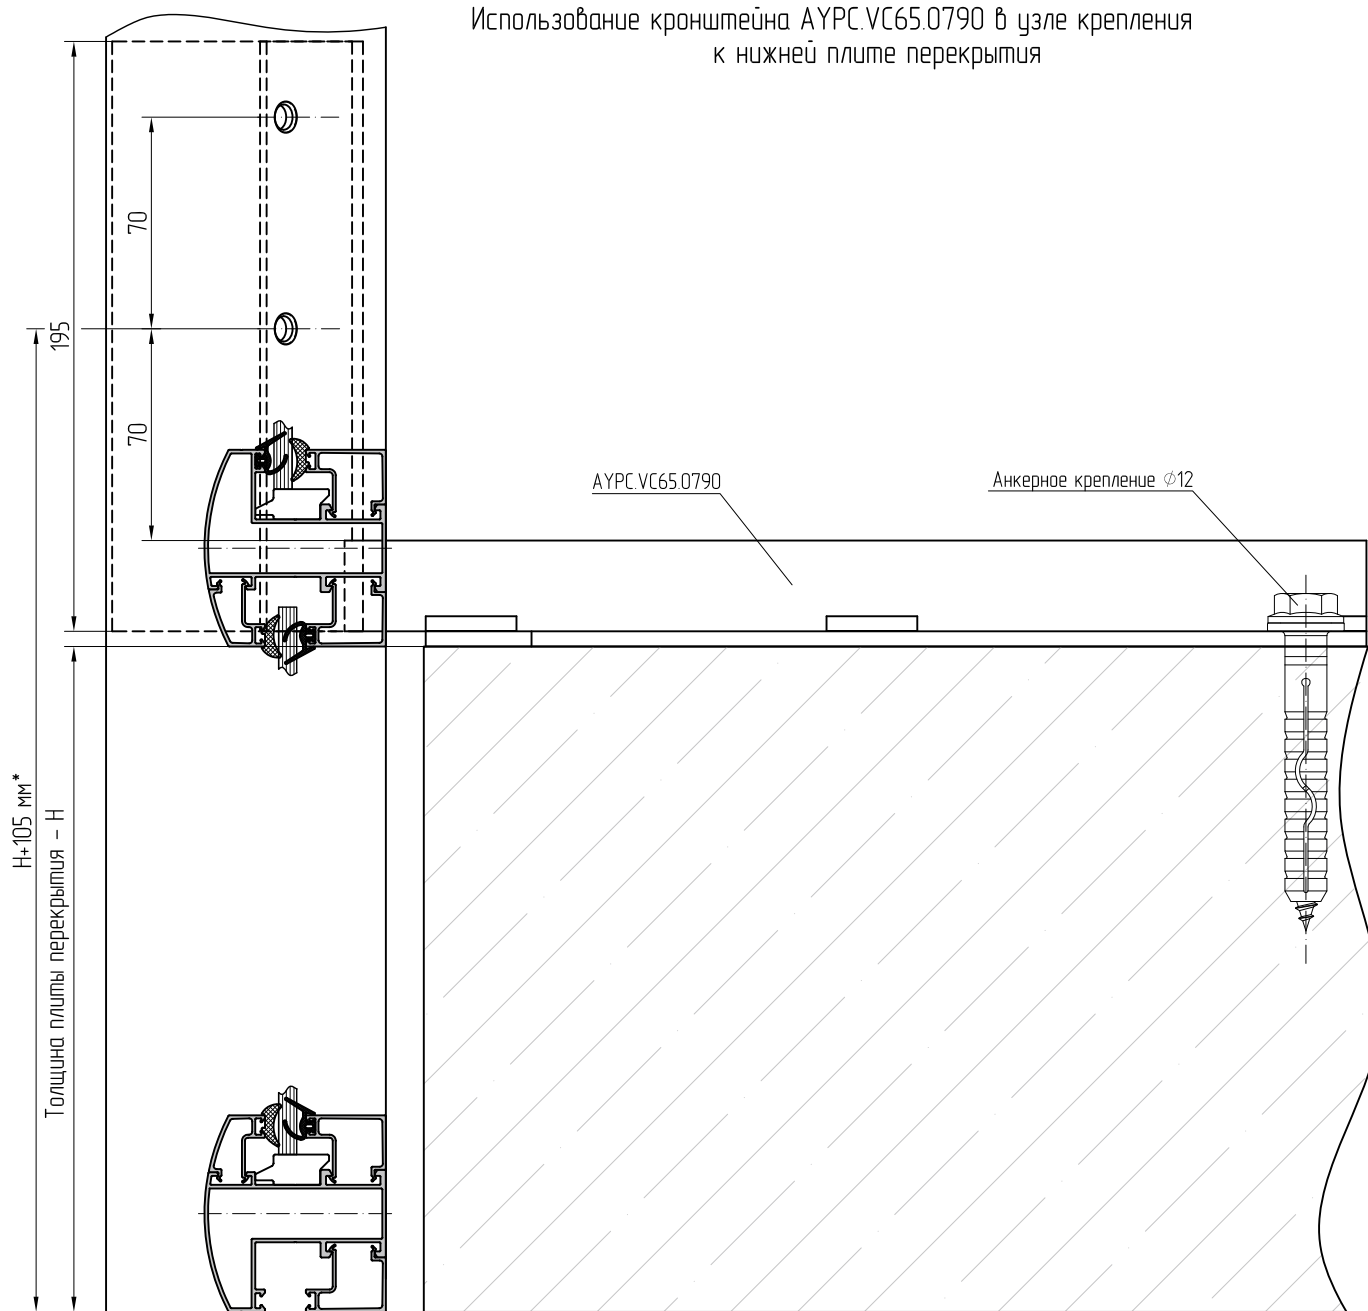 Использование кронштейна AYPC.VC65.0790 в узле крепления
к нижней плите перекрытия
70
195
70
AYPC.VC65.0790
Анкерное крепление ∅12
H+105 мм*
Толщина плиты перекрытия - H